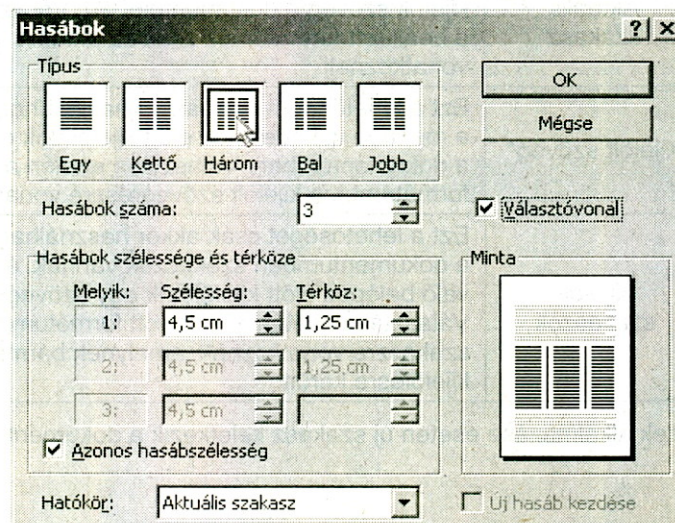 Hasábok
Típus
Egy Kettő Három Bal Jobb
OK
Mégse
Hasábok száma: 3
Választóvonal
Hasábok szélessége és térköze
Melyik: Szélesség: Térköz:
1: 4,5 cm 1,25 cm
2: 4,5 cm 1,25 cm
3: 4,5 cm
Azonos hasábszélesség
Minta
Hatókör: Aktuális szakasz
Új hasáb kezdése